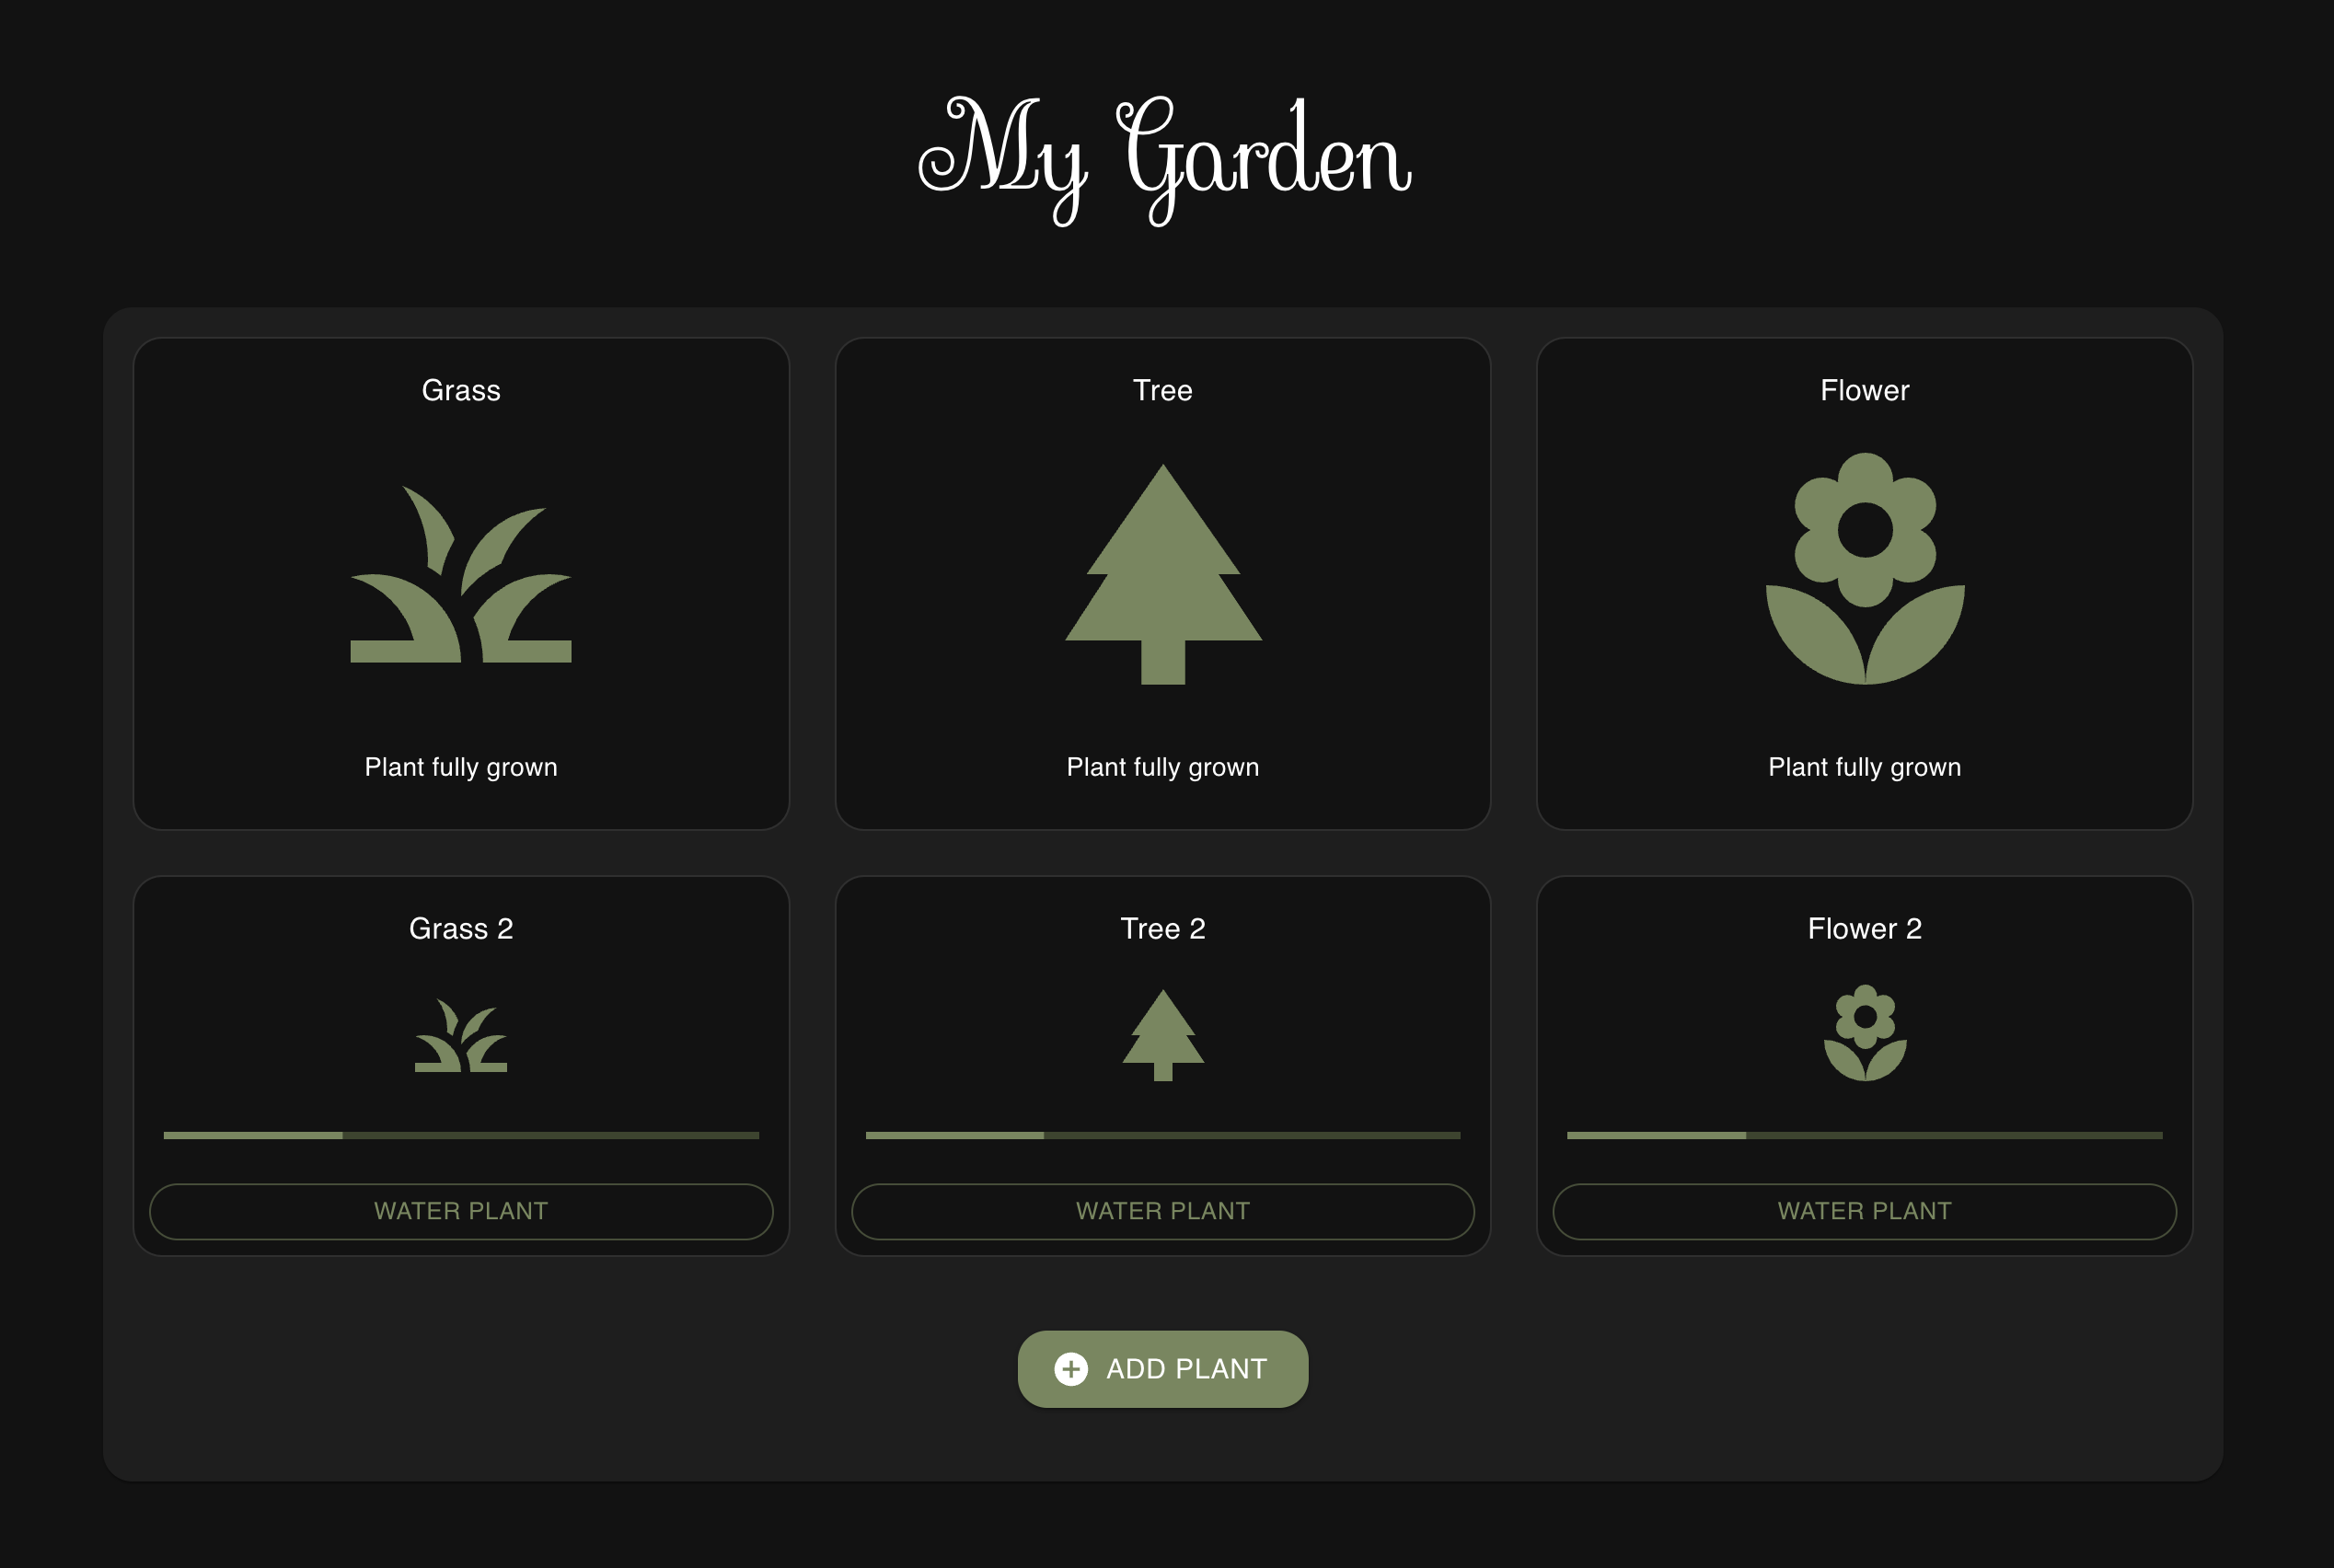 My Garden
Grass
Tree
Flower
Plant fully grown
Plant fully grown
Plant fully grown
Grass 2
Tree 2
Flower 2
WATER PLANT
WATER PLANT
WATER PLANT
ADD PLANT